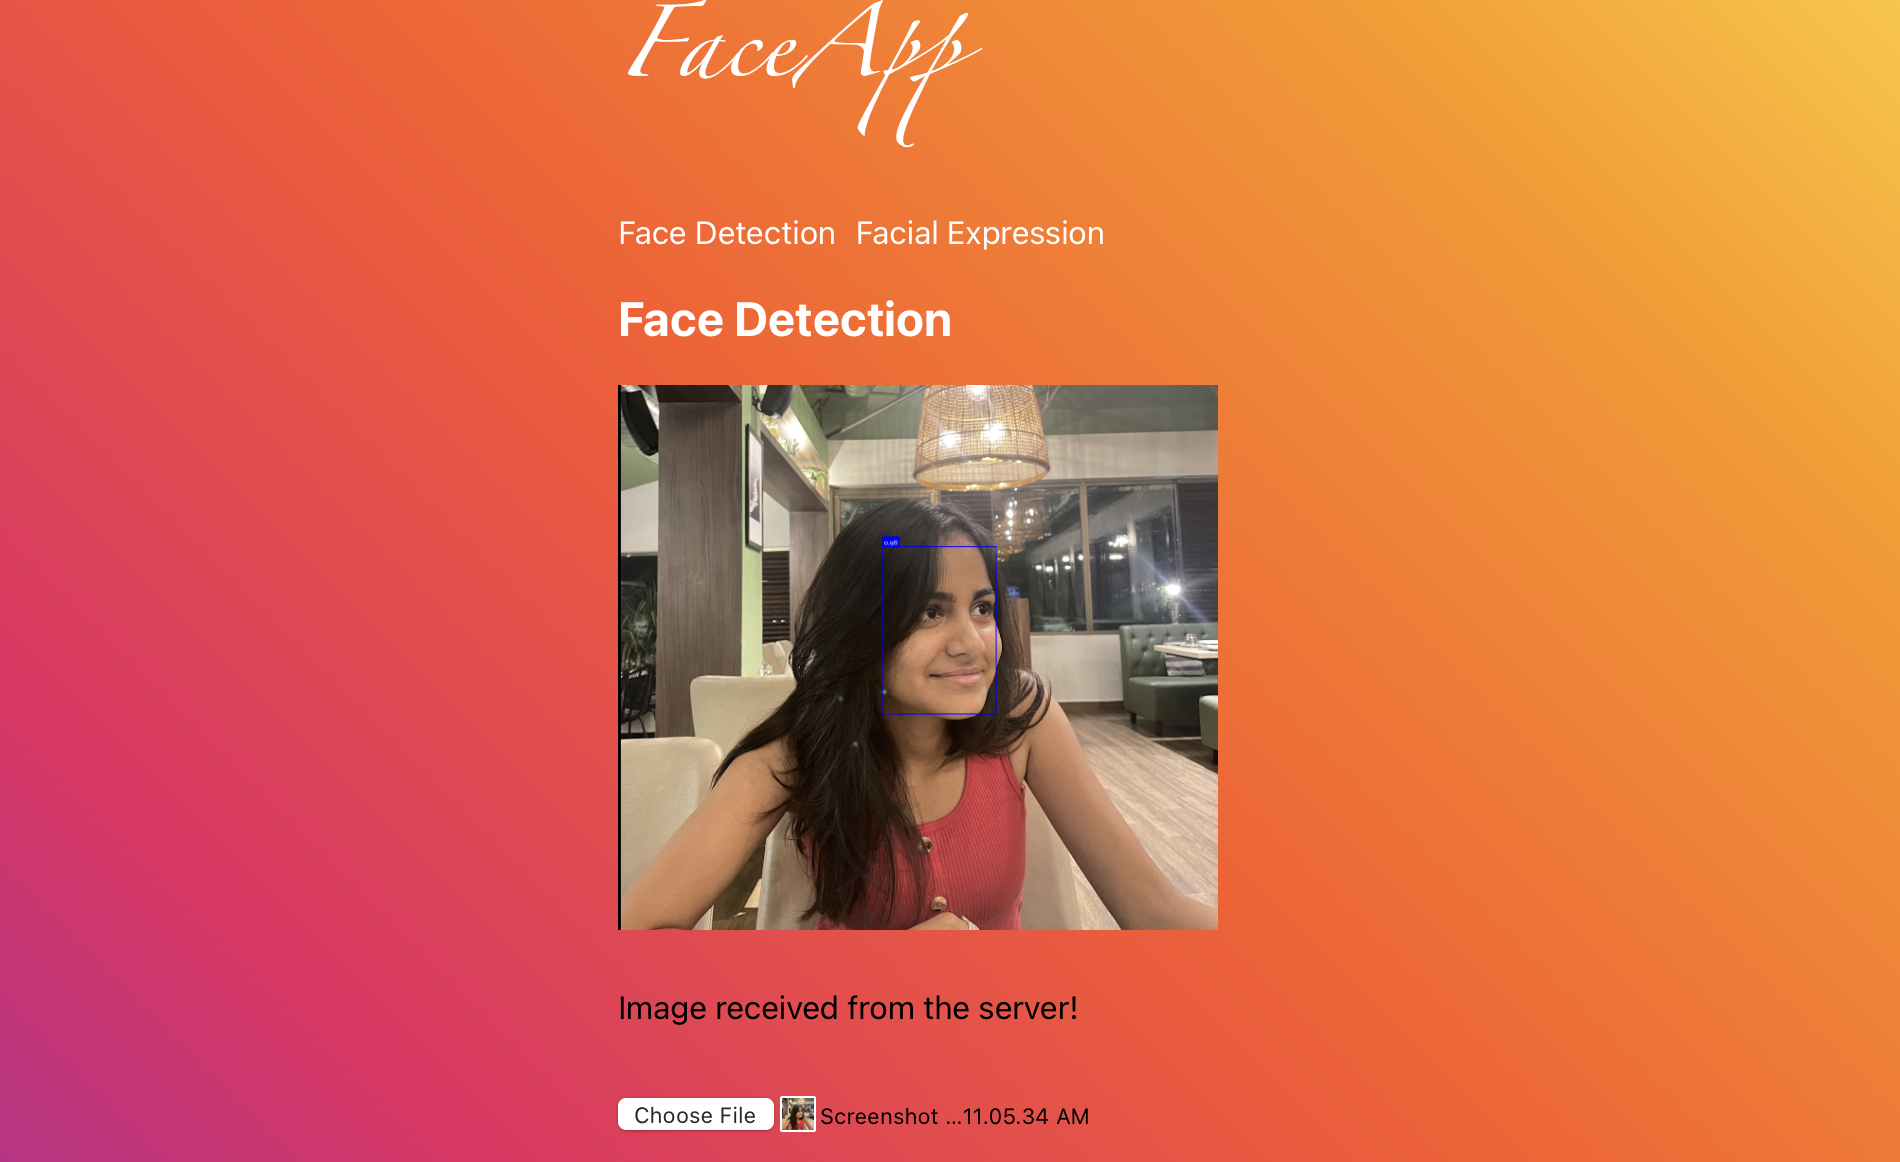 FaceApp
Face Detection Facial Expression
Face Detection
0.98
Image received from the server!
Choose File Screenshot ...11.05.34 AM